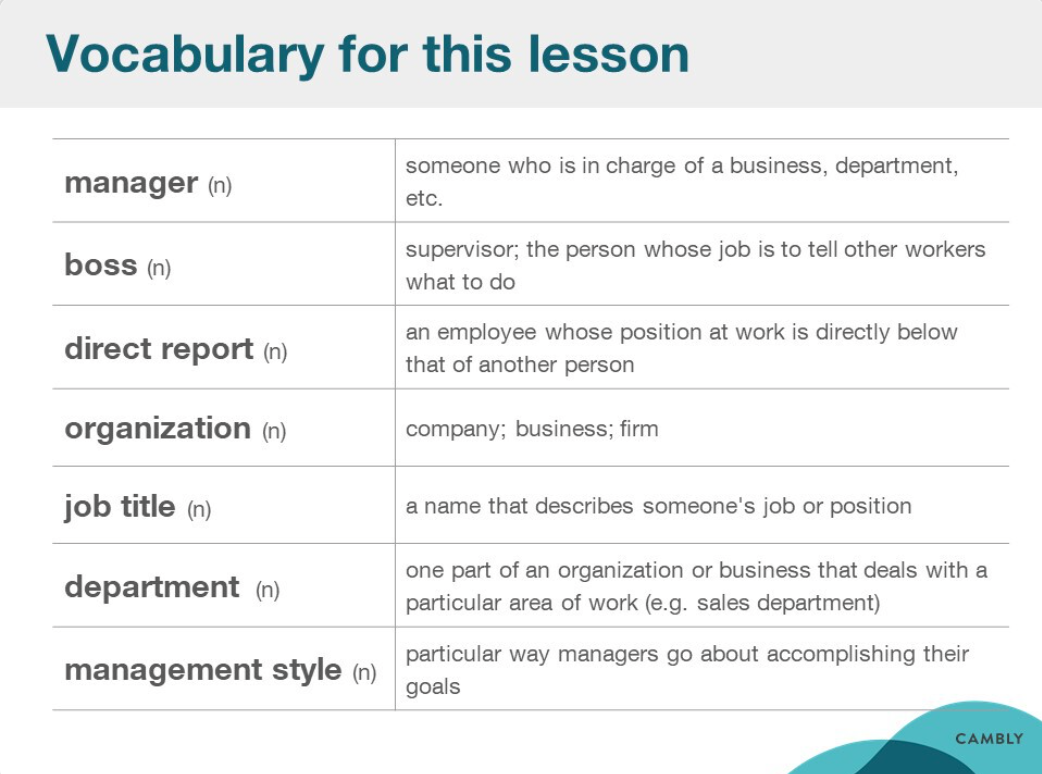 Vocabulary for this lesson
manager (n)
someone who is in charge of a business, department,
etc.
boss (n)
supervisor; the person whose job is to tell other workers
what to do
direct report (n)
an employee whose position at work is directly below
that of another person
organization (n)
company; business; firm
job title (n)
a name that describes someone's job or position
department (n)
one part of an organization or business that deals with a
particular area of work (e.g. sales department)
management style (n)
particular way managers go about accomplishing their
goals
CAMBLY